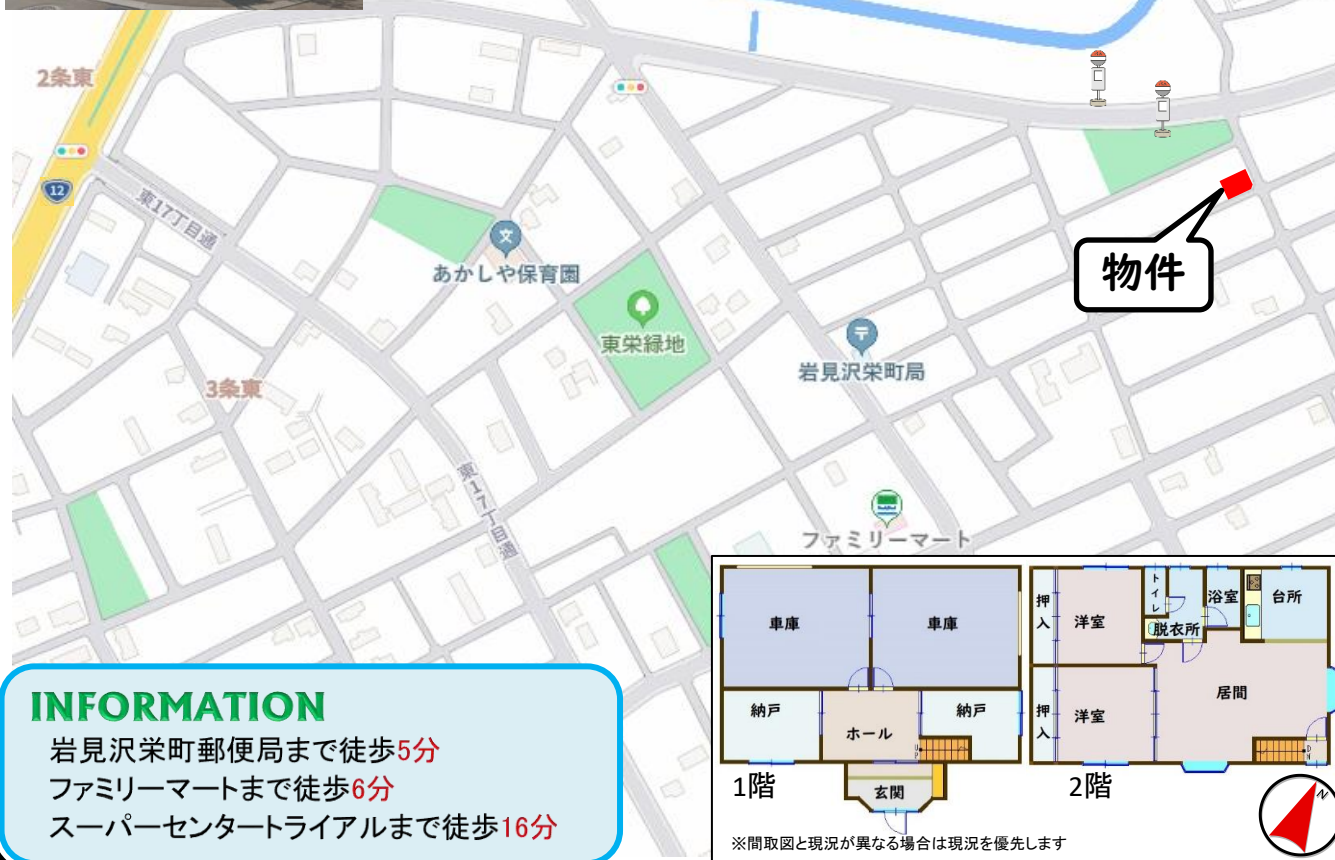 2条東
12
東17丁目通
文
あかしや保育園
東栄緑地
〒
岩見沢栄町局
物件
3条東
東17丁目通
ファミリーマート
INFORMATION
岩見沢栄町郵便局まで徒歩5分
ファミリーマートまで徒歩6分
スーパーセンタートライアルまで徒歩16分
車庫
車庫
納戸
ホール
納戸
UP
玄関
1階
押入
洋室
トイレ
脱衣所
浴室
台所
押入
洋室
居間
DN
2階
N
※間取図と現況が異なる場合は現況を優先します